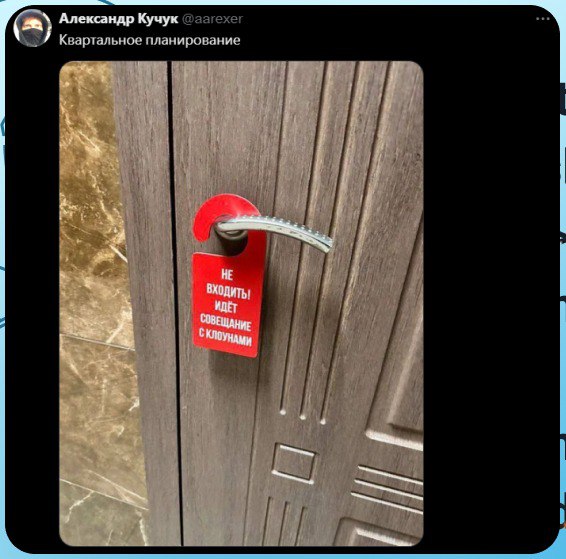 Александр Кучук @aarexer
Квартальное планирование
НЕ
ВХОДИТЬ!
ИДЁТ
СОВЕЩАНИЕ
С КЛОУНАМИ